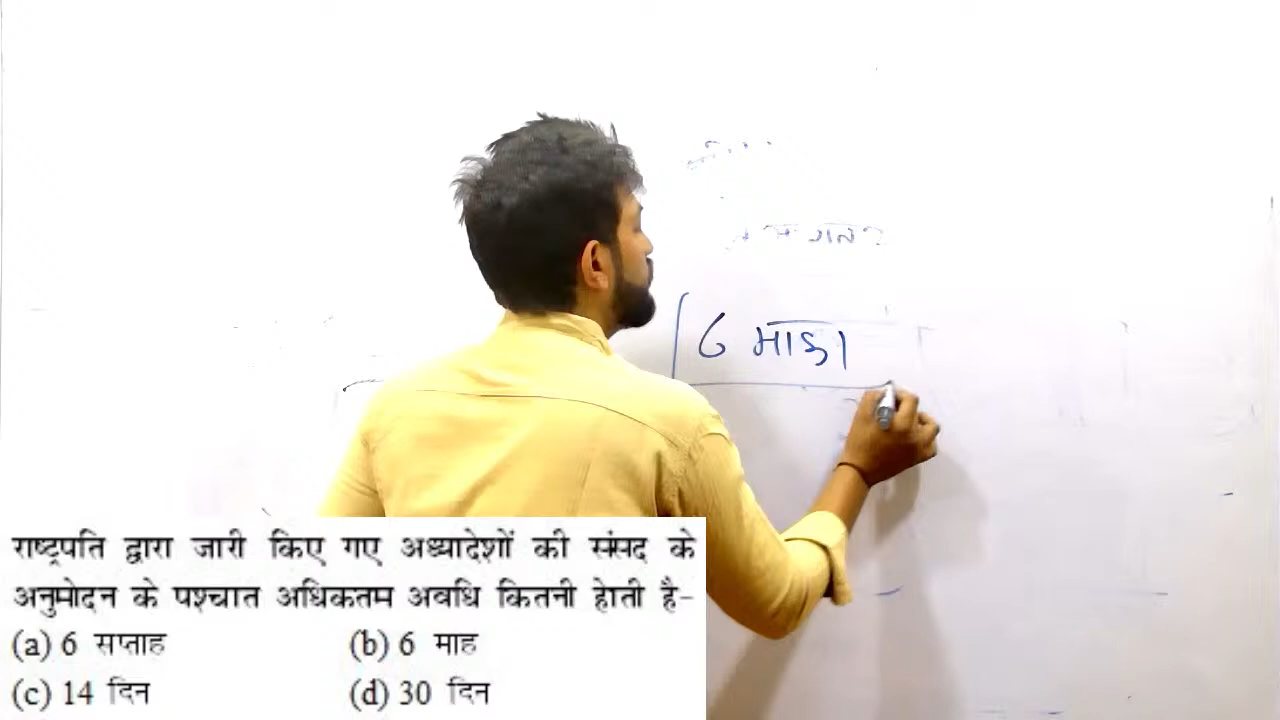 6 माह।
राष्ट्रपति द्वारा जारी किए गए अध्यादेशों की संसद के
अनुमोदन के पश्चात अधिकतम अवधि कितनी होती है-
(a) 6 सप्ताह (b) 6 माह
(c) 14 दिन (d) 30 दिन